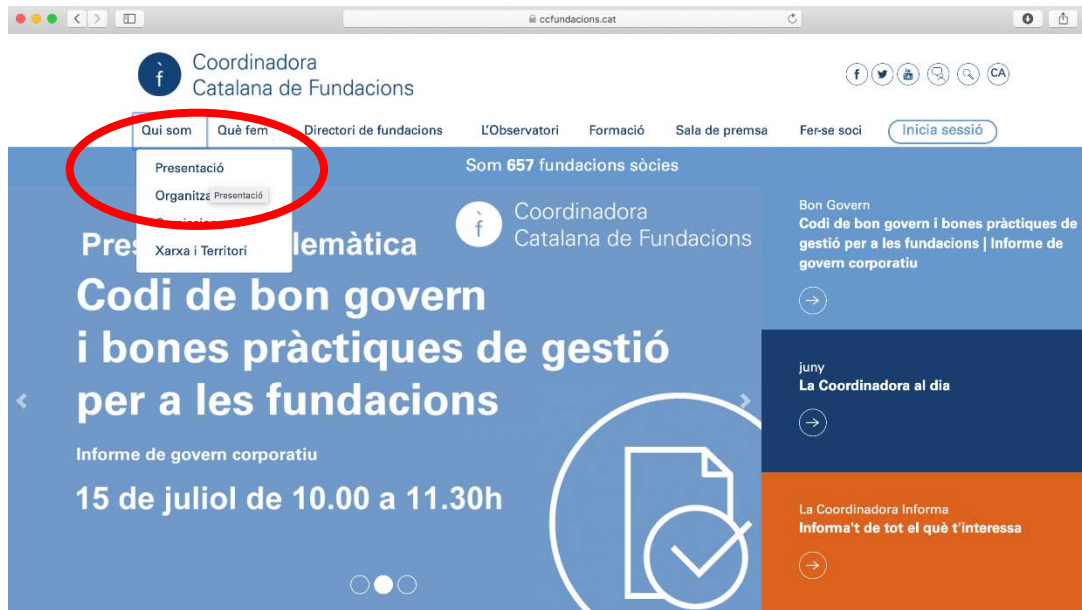 ccfundacions.cat
Coordinadora
Catalana de Fundacions
CA
Qui som
Què fem
Directori de fundacions
L'Observatori
Formació
Sala de premsa
Fer-se soci
Inicia sessió
Som 657 fundacions sòcies
Presentació
Presentació
Xarxa i Territori
Coordinadora
Catalana de Fundacions
Codi de bon govern
i bones pràctiques de gestió
per a les fundacions
Informe de govern corporatiu
15 de juliol de 10.00 a 11.30h
Bon Govern
Codi de bon govern i bones pràctiques de
gestió per a les fundacions | Informe de
govern corporatiu
juny
La Coordinadora al dia
La Coordinadora Informa
Informa't de tot el què t'interessa